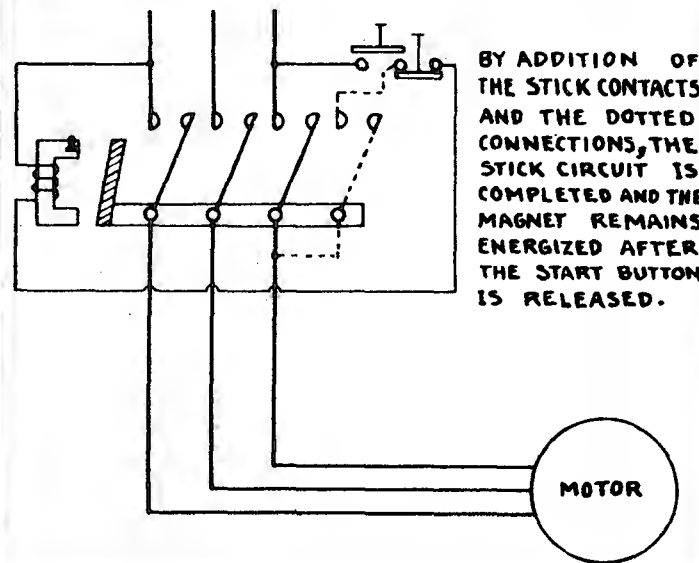 BY ADDITION OF
THE STICK CONTACTS
AND THE DOTTED
CONNECTIONS, THE
STICK CIRCUIT IS
COMPLETED AND THE
MAGNET REMAINS
ENERGIZED AFTER
THE START BUTTON
IS RELEASED.
MOTOR